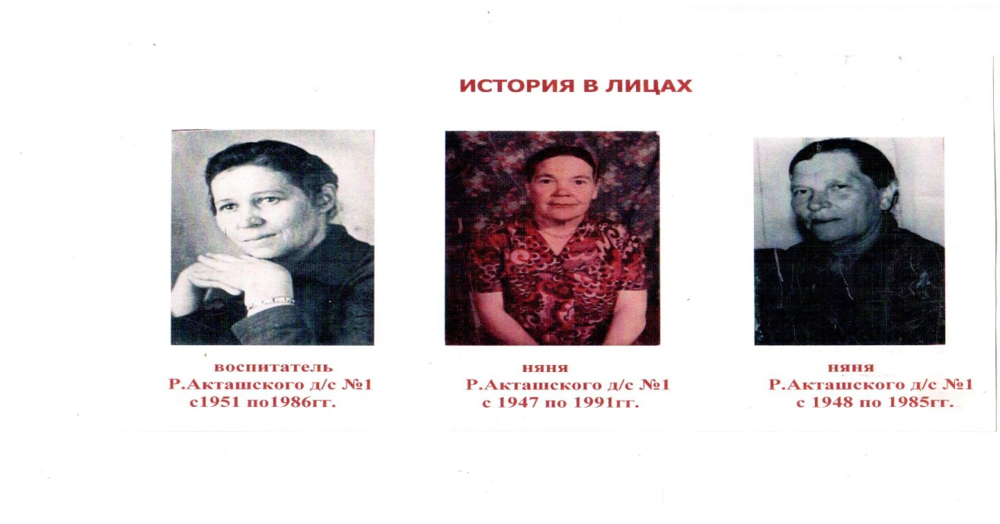 ИСТОРИЯ В ЛИЦАХ
воспитатель
Р.Акташского д/с №1
с1951 по1986гг.
няня
Р.Акташского д/с №1
с 1947 по 1991гг.
няня
Р.Акташского д/с №1
с 1948 по 1985гг.